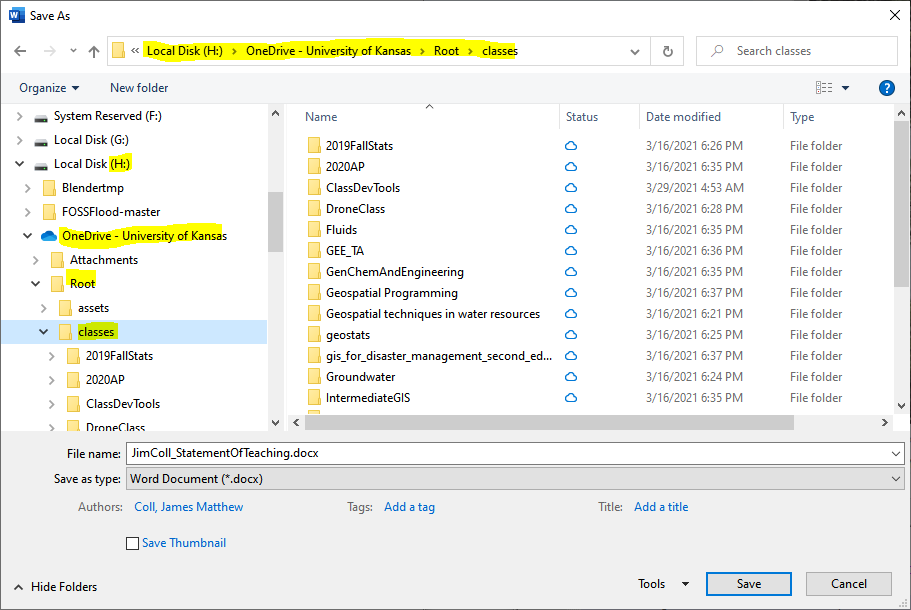 Save As
« Local Disk (H:) › OneDrive - University of Kansas › Root › classes
Search classes
Organize
New folder
?
System Reserved (F:)
Local Disk (G:)
Local Disk (H:)
Blendertmp
FOSSFlood-master
OneDrive - University of Kansas
Attachments
Root
assets
classes
2019FallStats
2020AP
ClassDevTools
DroneClass
Name Status Date modified Type
2019FallStats 3/16/2021 6:26 PM File folder
2020AP 3/16/2021 6:35 PM File folder
ClassDevTools 3/29/2021 4:53 AM File folder
DroneClass 3/16/2021 6:28 PM File folder
Fluids 3/16/2021 6:35 PM File folder
GEE_TA 3/16/2021 6:36 PM File folder
GenChemAndEngineering 3/16/2021 6:35 PM File folder
Geospatial Programming 3/16/2021 6:37 PM File folder
Geospatial techniques in water resources 3/16/2021 6:21 PM File folder
geostats 3/16/2021 6:25 PM File folder
gis_for_disaster_management_second_ed... 3/16/2021 6:37 PM File folder
Groundwater 3/16/2021 6:24 PM File folder
IntermediateGIS 3/16/2021 6:35 PM File folder
File name: JimColl_StatementOfTeaching.docx
Save as type: Word Document (*.docx)
Authors: Coll, James Matthew Tags: Add a tag Title: Add a title
Save Thumbnail
Hide Folders
Tools
Save
Cancel